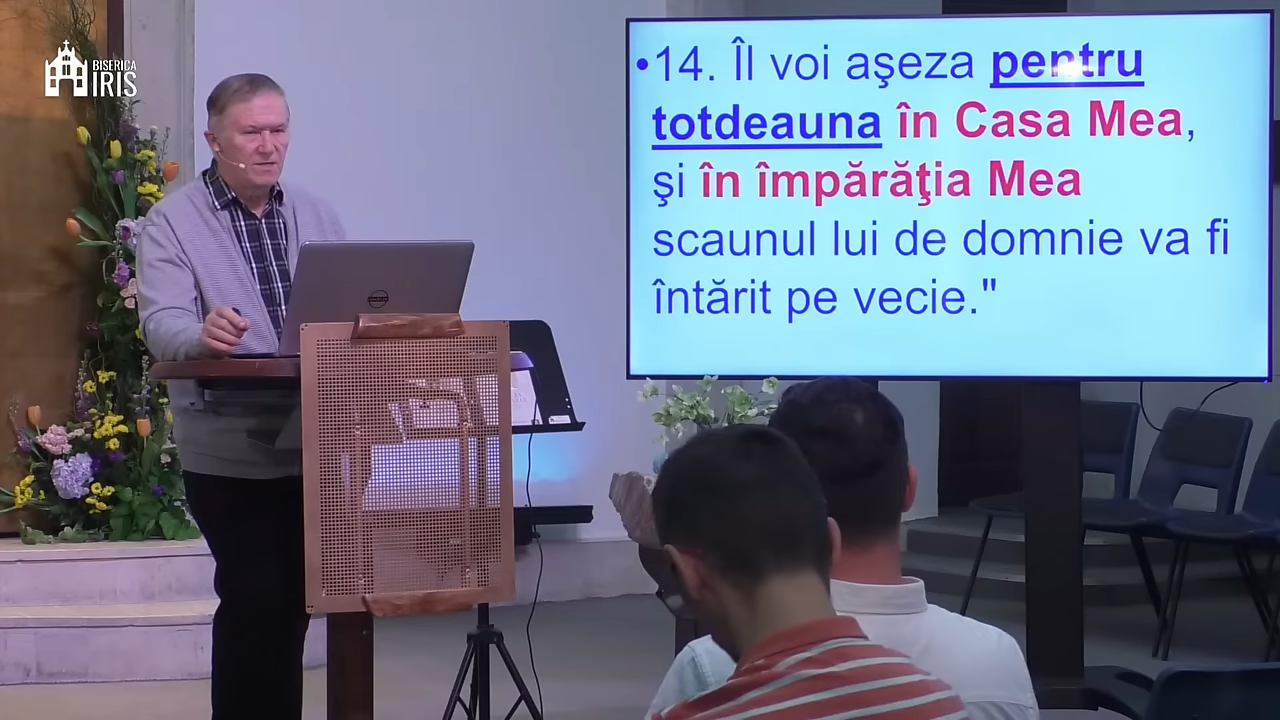 BISERICA
IRIS
•14. Îl voi aşeza pentru
totdeauna în Casa Mea,
şi în împărăţia Mea
scaunul lui de domnie va fi
întărit pe vecie."